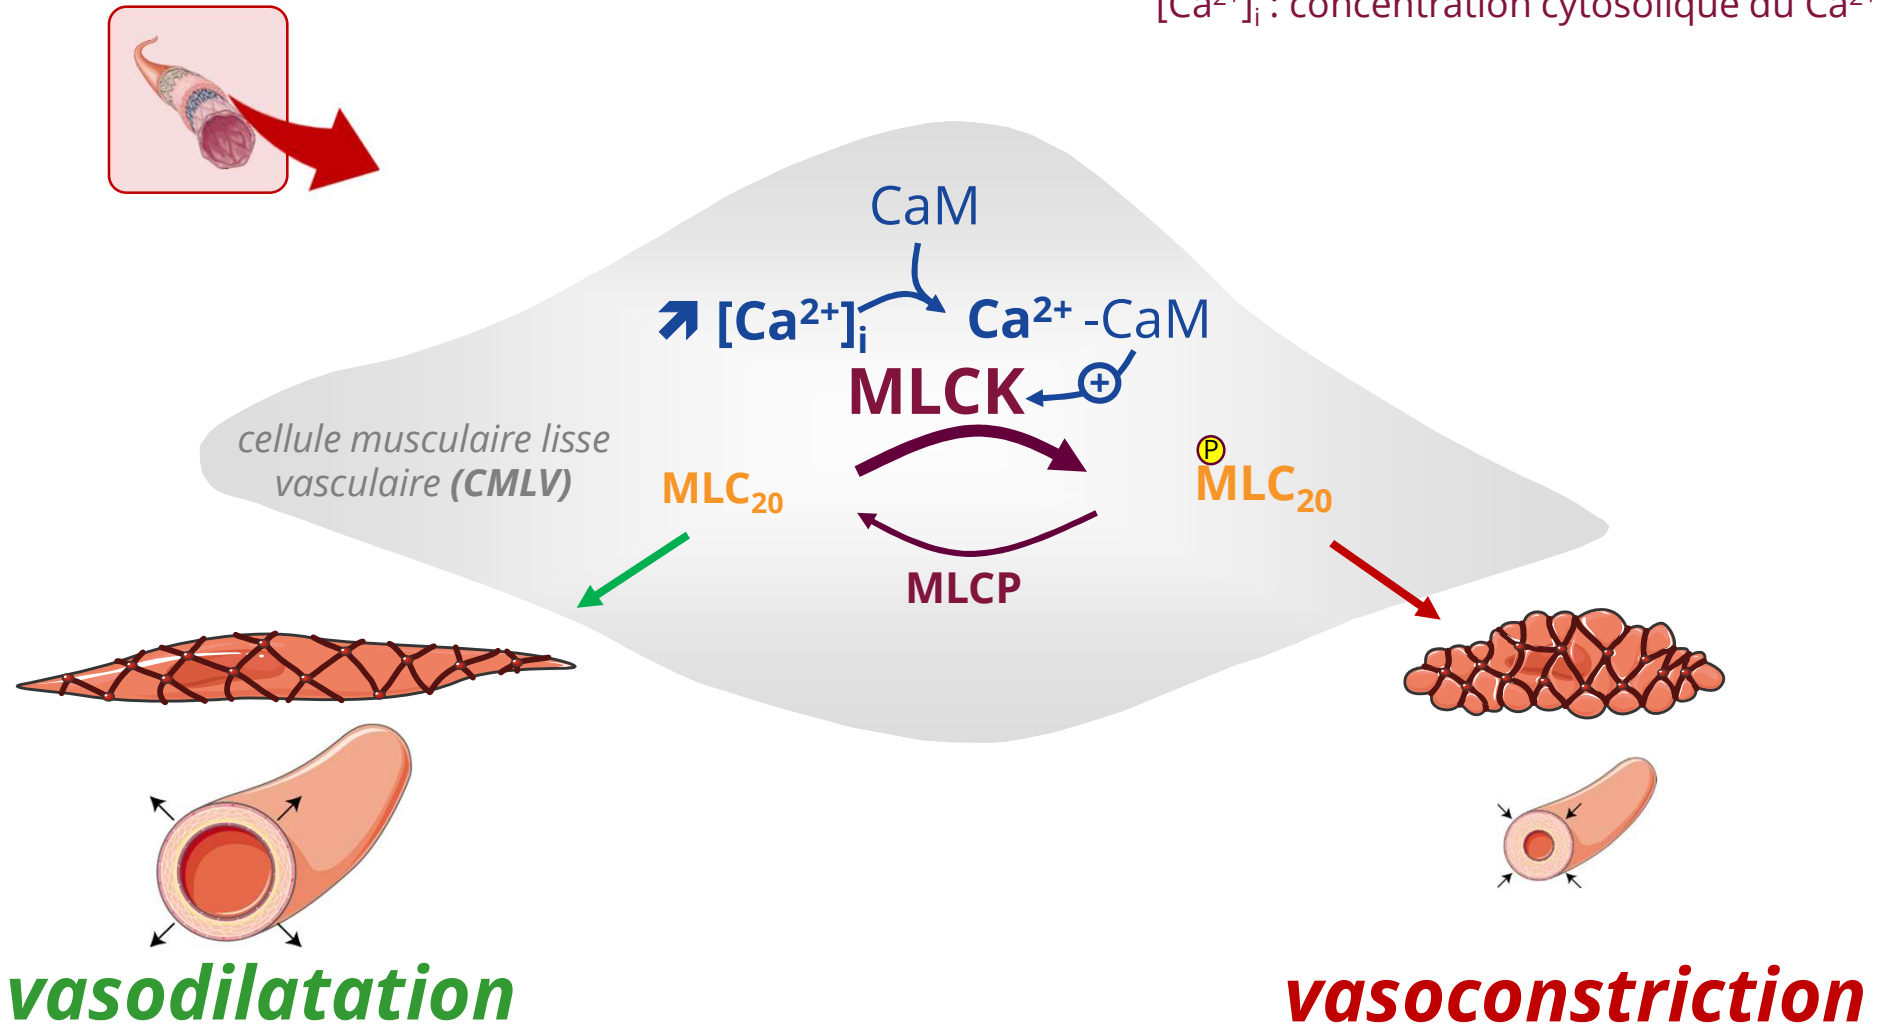 [Ca²⁺]ᵢ : concentration cytosolique du Ca²⁺
CaM
[Ca²⁺]ᵢ
Ca²⁺ -CaM
MLCK
+
cellule musculaire lisse
vasculaire (CMLV)
P
MLC₂₀
MLC₂₀
MLCP
vasodilatation
vasoconstriction